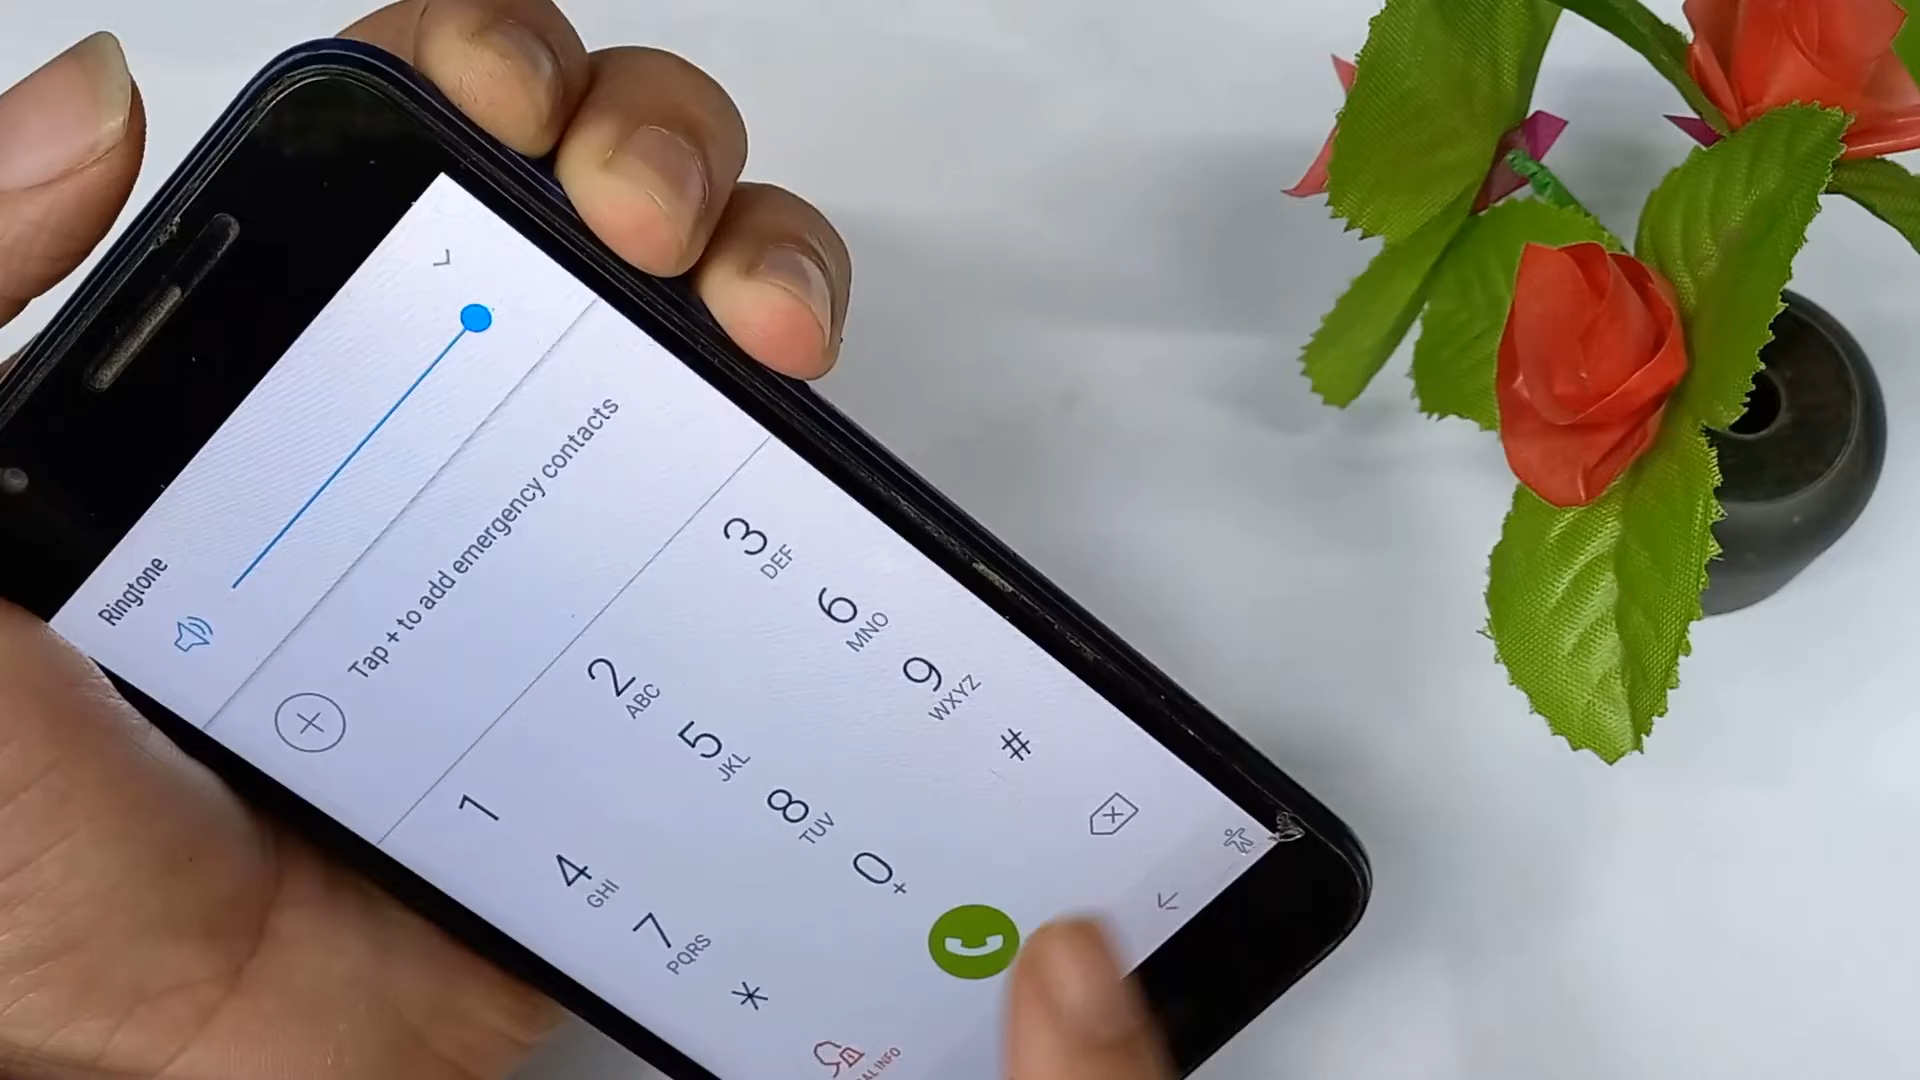 Ringtone
Tap + to add emergency contacts
1
2 ABC
3 DEF
4 GHI
5 JKL
6 MNO
7 PQRS
8 TUV
9 WXYZ
*
0 +
#
INFO